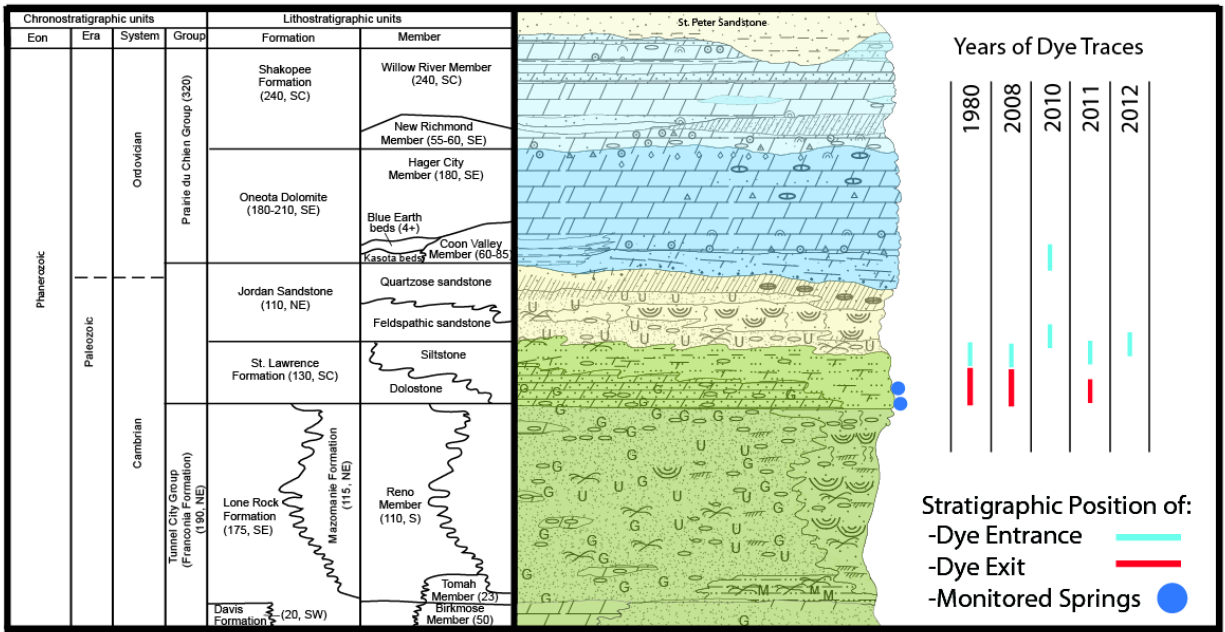 Chronostratigraphic units
Lithostratigraphic units
Eon
Era
System
Group
Formation
Member
Phanerozoic
Paleozoic
Ordovician
Cambrian
Prairie du Chien Group (320)
Tunnel City Group
(Franconia Formation)
(190, NE)
Shakopee
Formation
(240, SC)
Oneota Dolomite
(180-210, SE)
Jordan Sandstone
(110, NE)
St. Lawrence
Formation (130, SC)
Lone Rock
Formation
(175, SE)
Mazomanie Formation
(115, NE)
Davis
Formation
(20, SW)
Willow River Member
(240, SC)
New Richmond
Member (55-60, SE)
Hager City
Member (180, SE)
Blue Earth
beds (4+)
Coon Valley
Member (60-85)
Kasota beds
Quartzose sandstone
Feldspathic sandstone
Siltstone
Dolostone
Reno
Member
(110, S)
Tomah
Member (23)
Birkmose
Member (50)
St. Peter Sandstone
Years of Dye Traces
1980
2008
2010
2011
2012
Stratigraphic Position of:
-Dye Entrance
-Dye Exit
-Monitored Springs